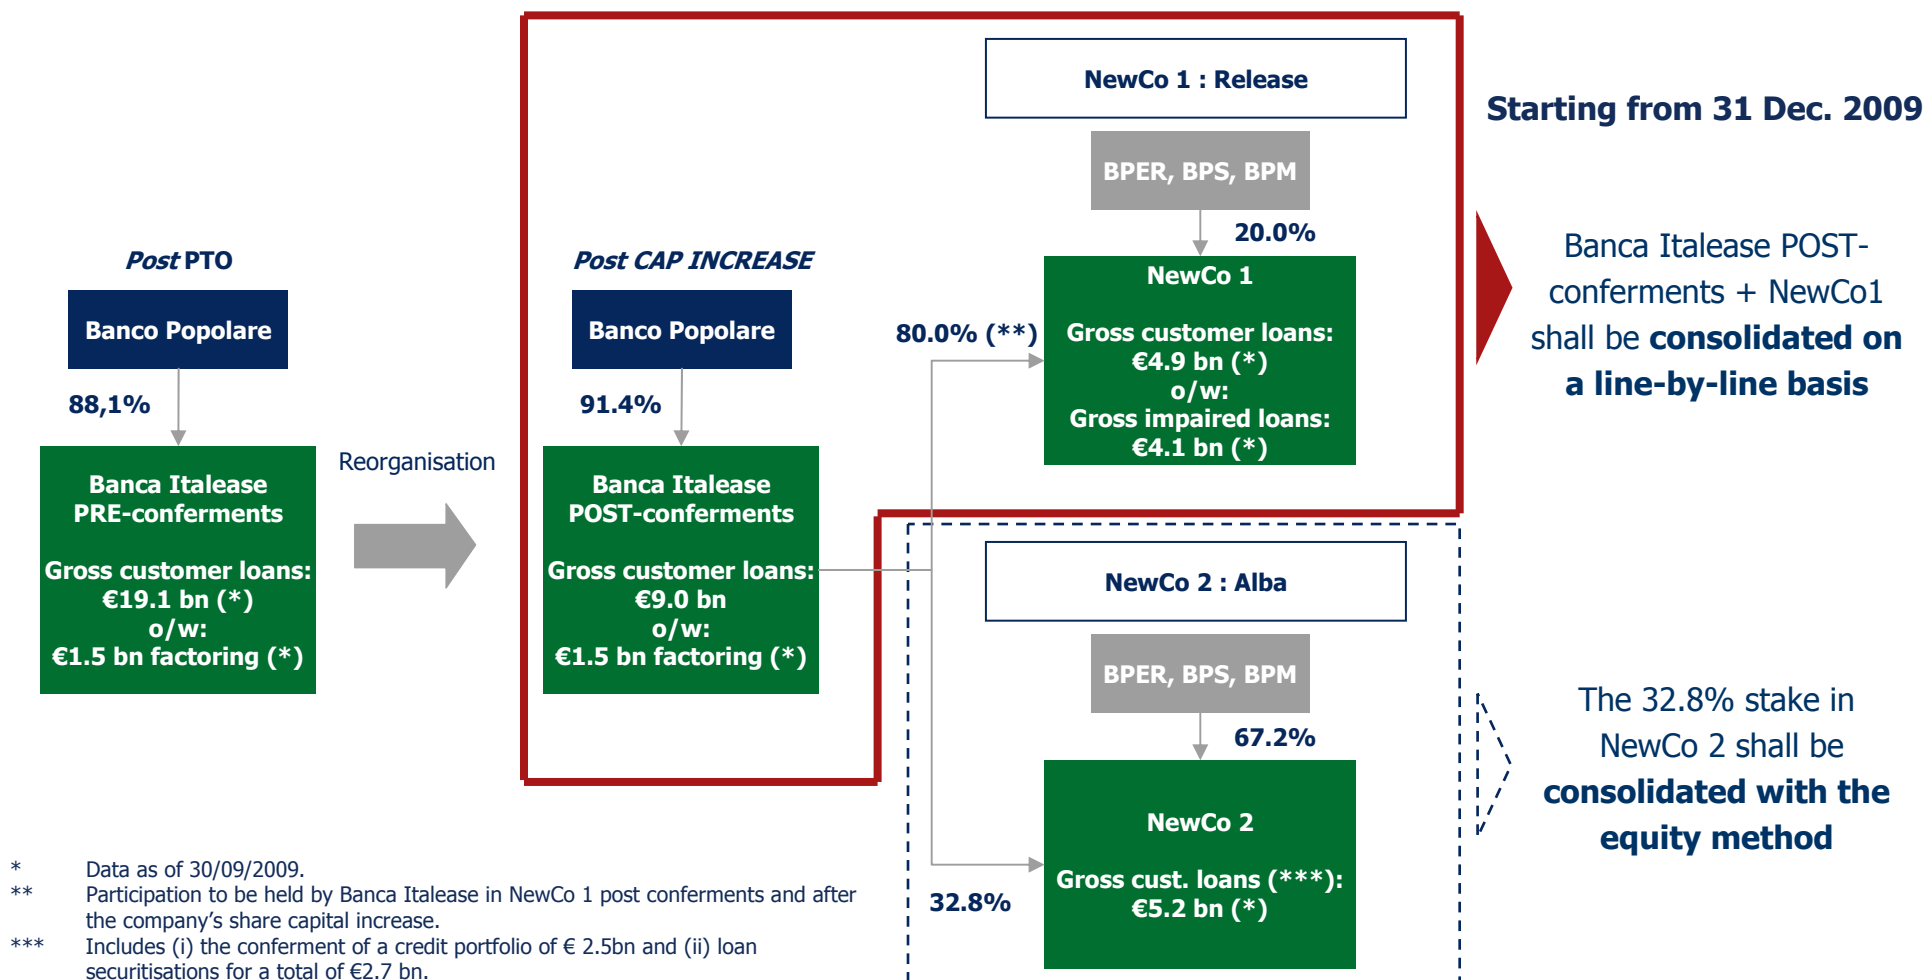 NewCo 1 : Release
Starting from 31 Dec. 2009
BPER, BPS, BPM
20.0%
Post PTO
Banco Popolare
88,1%
Banca Italease
PRE-conferments
Gross customer loans:
€19.1 bn (*)
o/w:
€1.5 bn factoring (*)
Reorganisation
Post CAP INCREASE
Banco Popolare
91.4%
Banca Italease
POST-conferments
Gross customer loans:
€9.0 bn
o/w:
€1.5 bn factoring (*)
80.0% (**)
NewCo 1
Gross customer loans:
€4.9 bn (*)
o/w:
Gross impaired loans:
€4.1 bn (*)
Banca Italease POST-
conferments + NewCo1
shall be consolidated on
a line-by-line basis
NewCo 2 : Alba
BPER, BPS, BPM
67.2%
32.8%
NewCo 2
Gross cust. loans (***):
€5.2 bn (*)
The 32.8% stake in
NewCo 2 shall be
consolidated with the
equity method
* Data as of 30/09/2009.
** Participation to be held by Banca Italease in NewCo 1 post conferments and after
the company’s share capital increase.
*** Includes (i) the conferment of a credit portfolio of € 2.5bn and (ii) loan
securitisations for a total of €2.7 bn.